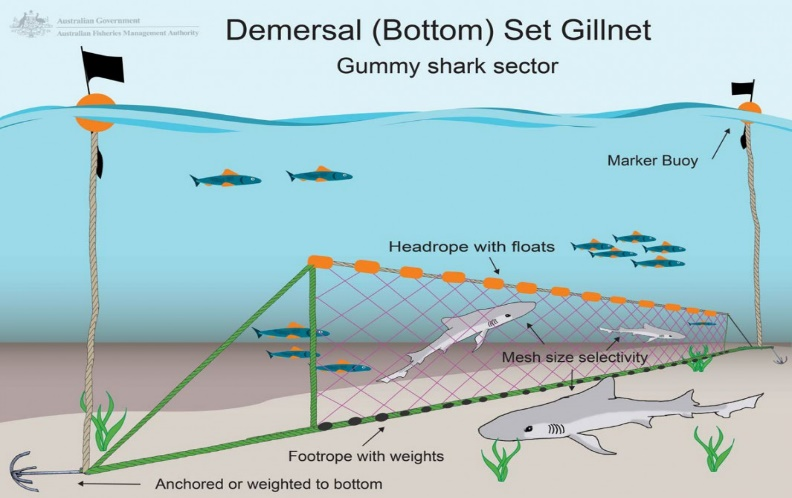 Australian Government
Australian Fisheries Management Authority
Demersal (Bottom) Set Gillnet
Gummy shark sector
Marker Buoy
Headrope with floats
Mesh size selectivity
Footrope with weights
Anchored or weighted to bottom